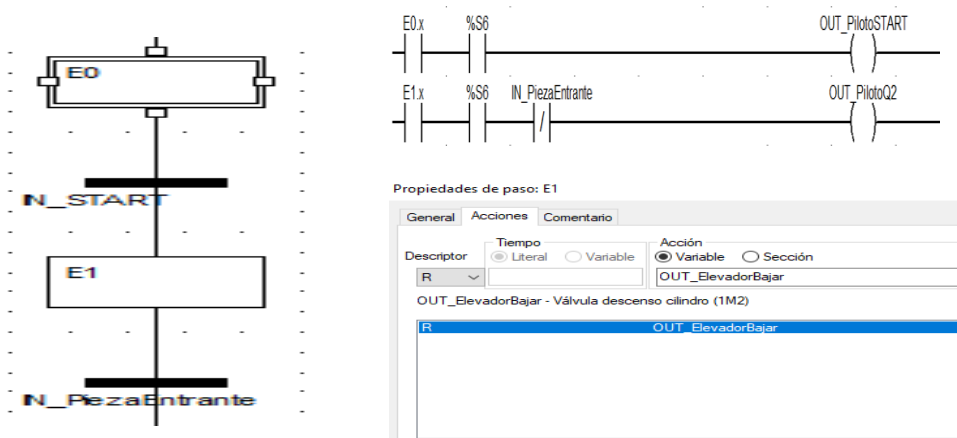 E0
IN_START
E1
IN_PiezaEntrante
E0.x %S6 OUT_PilotoSTART
E1.x %S6 IN_PiezaEntrante OUT_PilotoQ2
Propiedades de paso: E1
General Acciones Comentario
Descriptor Tiempo Acción
Literal Variable Variable Sección
R OUT_ElevadorBajar
OUT_ElevadorBajar - Válvula descenso cilindro (1M2)
R OUT_ElevadorBajar